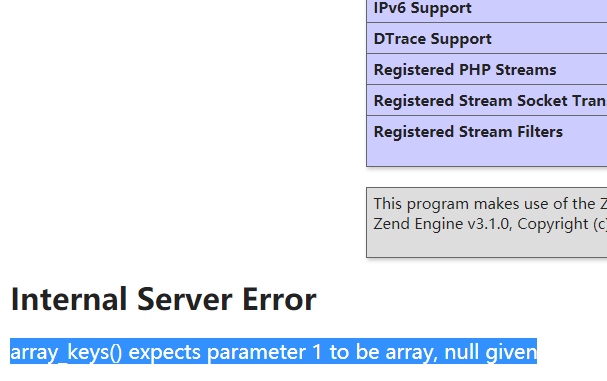 IPv6 Support
DTrace Support
Registered PHP Streams
Registered Stream Socket Tran
Registered Stream Filters
This program makes use of the Z
Zend Engine v3.1.0, Copyright (c)
Internal Server Error
array_keys() expects parameter 1 to be array, null given